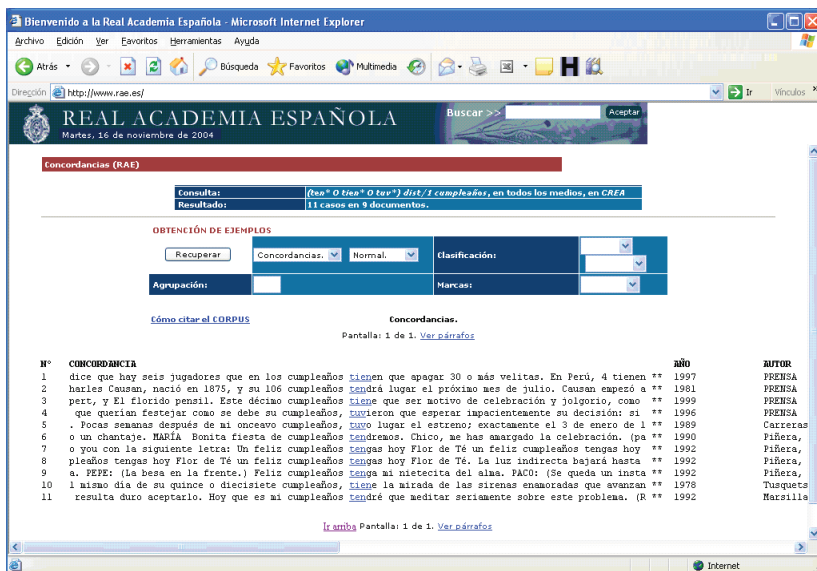 Bienvenido a la Real Academia Española - Microsoft Internet Explorer
Archivo Edición Ver Favoritos Herramientas Ayuda
Atrás Búsqueda Favoritos Multimedia
Dirección http://www.rae.es/ Ir Vínculos »
REAL ACADEMIA ESPAÑOLA Buscar >> Aceptar
Martes, 16 de noviembre de 2004
Concordancias (RAE)
Consulta: (ten* O tien* O tuv*) dist/1 cumpleaños, en todos los medios, en CREA
Resultado: 11 casos en 9 documentos.
OBTENCIÓN DE EJEMPLOS
Recuperar Concordancias. Normal. Clasificación:
Agrupación: Marcas:
Cómo citar el CORPUS Concordancias.
Pantalla: 1 de 1. Ver párrafos
Nº CONCORDANCIA AÑO AUTOR
1 dice que hay seis jugadores que en los cumpleaños tienen que apagar 30 o más velitas. En Perú, 4 tienen ** 1997 PRENSA
2 harles Causan, nació en 1875, y su 106 cumpleaños tendrá lugar el próximo mes de julio. Causan empezó a ** 1981 PRENSA
3 pert, y El florido pensil. Este décimo cumpleaños tiene que ser motivo de celebración y jolgorio, como ** 1999 PRENSA
4 que querían festejar como se debe su cumpleaños, tuvieron que esperar impacientemente su decisión: si ** 1996 PRENSA
5 . Pocas semanas después de mi onceavo cumpleaños, tuvo lugar el estreno; exactamente el 3 de enero de l ** 1989 Carreras
6 o un chantaje. MARÍA Bonita fiesta de cumpleaños tendremos. Chico, me has amargado la celebración. (pa ** 1990 Piñera,
7 o you con la siguiente letra: Un feliz cumpleaños tengas hoy Flor de Té un feliz cumpleaños tengas hoy ** 1992 Piñera,
8 pleaños tengas hoy Flor de Té un feliz cumpleaños tengas hoy Flor de Té. La luz indirecta bajará hasta ** 1992 Piñera,
9 a. PEPE: (La besa en la frente.) Feliz cumpleaños tenga mi nietecita del alma. PACO: (Se queda un insta ** 1992 Piñera,
10 l mismo día de su quince o diecisiete cumpleaños, tiene la mirada de las sirenas enamoradas que avanzan ** 1978 Tusquets
11 resulta duro aceptarlo. Hoy que es mi cumpleaños tendré que meditar seriamente sobre este problema. (R ** 1992 Marsilla
Ir arriba Pantalla: 1 de 1. Ver párrafos
Internet